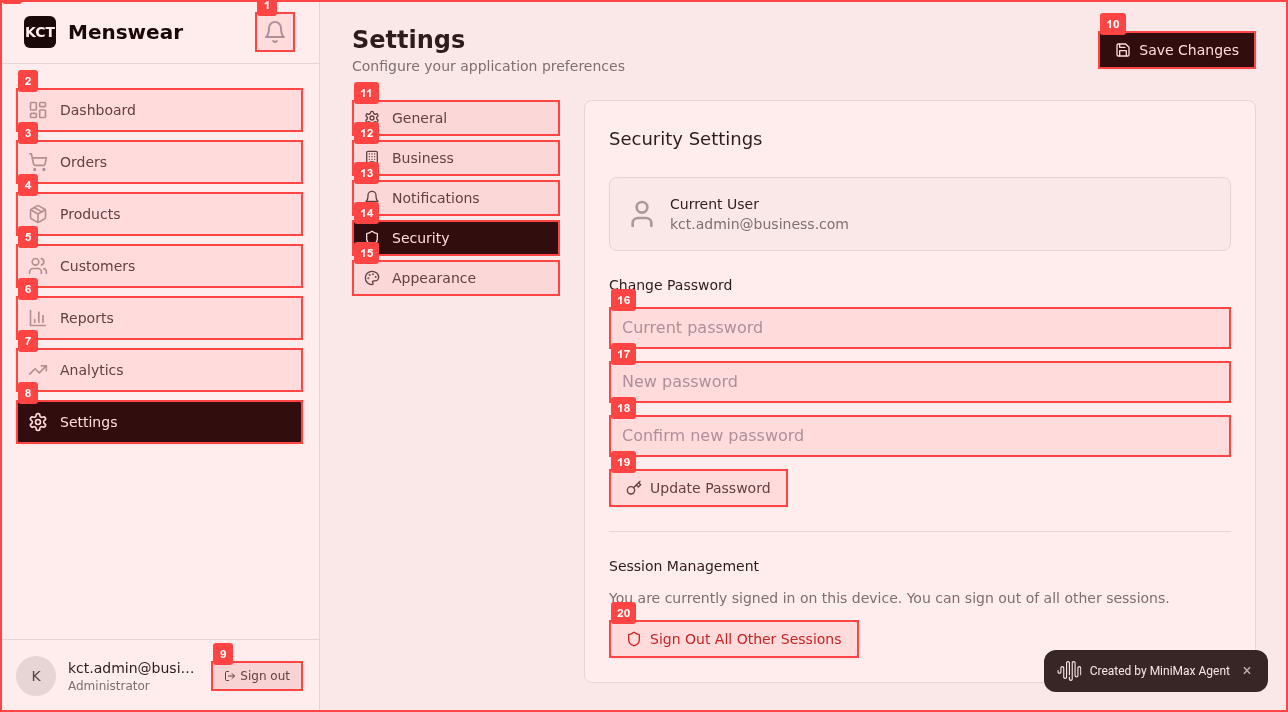 KCT Menswear
1
2
Dashboard
3
Orders
4
Products
5
Customers
6
Reports
7
Analytics
8
Settings
kct.admin@busi...
Administrator
9
Sign out
Settings
Configure your application preferences
10
Save Changes
11
General
12
Business
13
Notifications
14
Security
15
Appearance
Security Settings
Current User
kct.admin@business.com
Change Password
16
Current password
17
New password
18
Confirm new password
19
Update Password
Session Management
You are currently signed in on this device. You can sign out of all other sessions.
20
Sign Out All Other Sessions
K
Created by MiniMax Agent ×